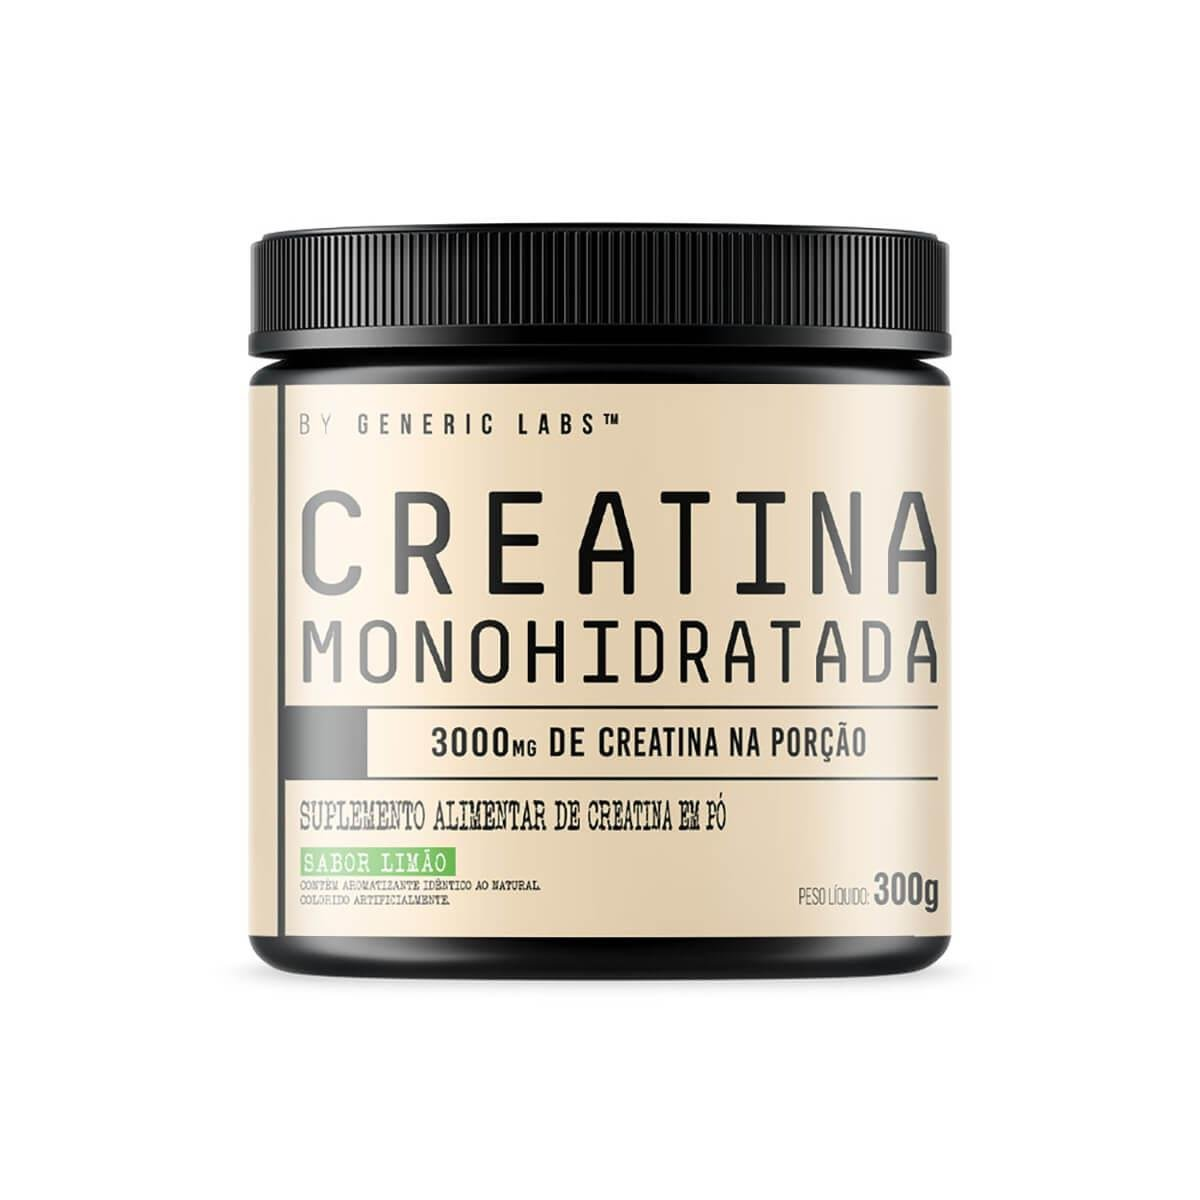 BY GENERIC LABS™
CREATINA
MONOHIDRATADA
3000MG DE CREATINA NA PORÇÃO
SUPLEMENTO ALIMENTAR DE CREATINA EM PÓ
SABOR LIMÃO
CONTÉM AROMATIZANTE IDÊNTICO AO NATURAL.
COLORIDO ARTIFICIALMENTE.
PESO LÍQUIDO: 300g